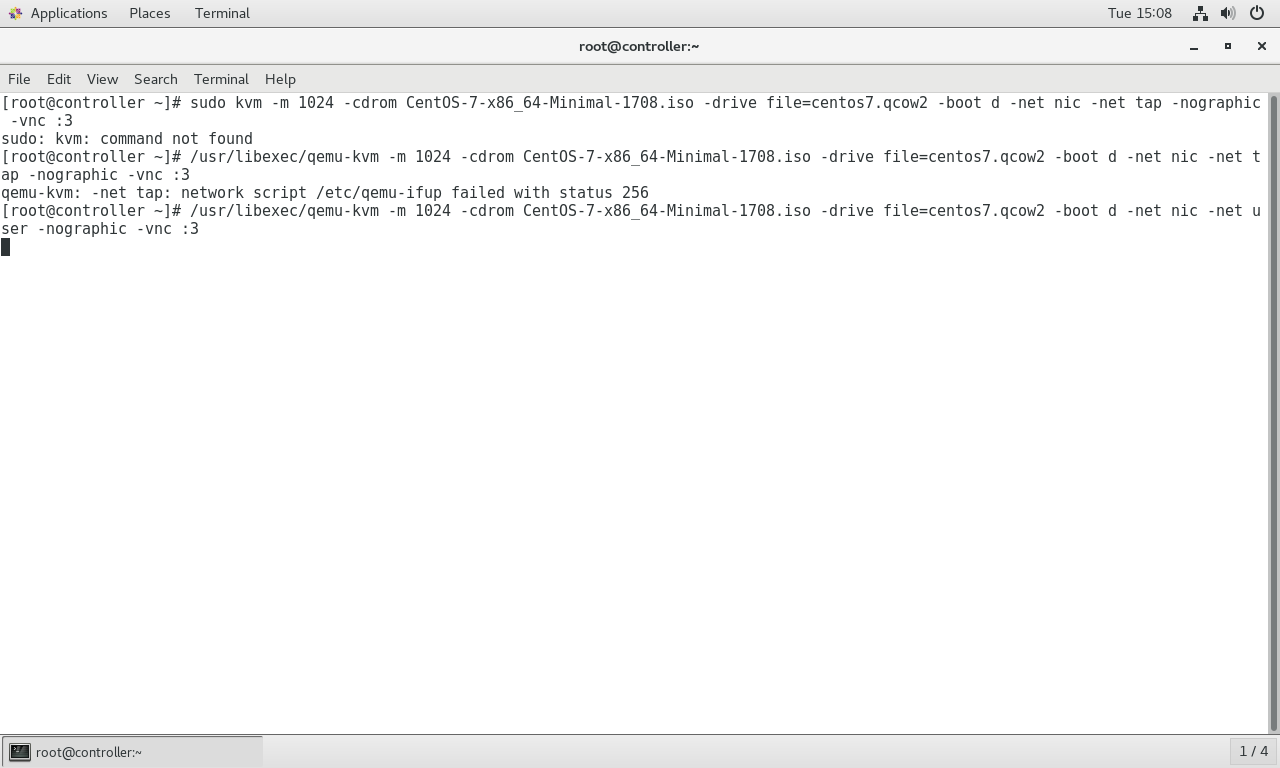 Applications Places Terminal Tue 15:08
root@controller:~
File Edit View Search Terminal Help
[root@controller ~]# sudo kvm -m 1024 -cdrom CentOS-7-x86_64-Minimal-1708.iso -drive file=centos7.qcow2 -boot d -net nic -net tap -nographic
 -vnc :3
sudo: kvm: command not found
[root@controller ~]# /usr/libexec/qemu-kvm -m 1024 -cdrom CentOS-7-x86_64-Minimal-1708.iso -drive file=centos7.qcow2 -boot d -net nic -net t
ap -nographic -vnc :3
qemu-kvm: -net tap: network script /etc/qemu-ifup failed with status 256
[root@controller ~]# /usr/libexec/qemu-kvm -m 1024 -cdrom CentOS-7-x86_64-Minimal-1708.iso -drive file=centos7.qcow2 -boot d -net nic -net u
ser -nographic -vnc :3
root@controller:~ 1 / 4